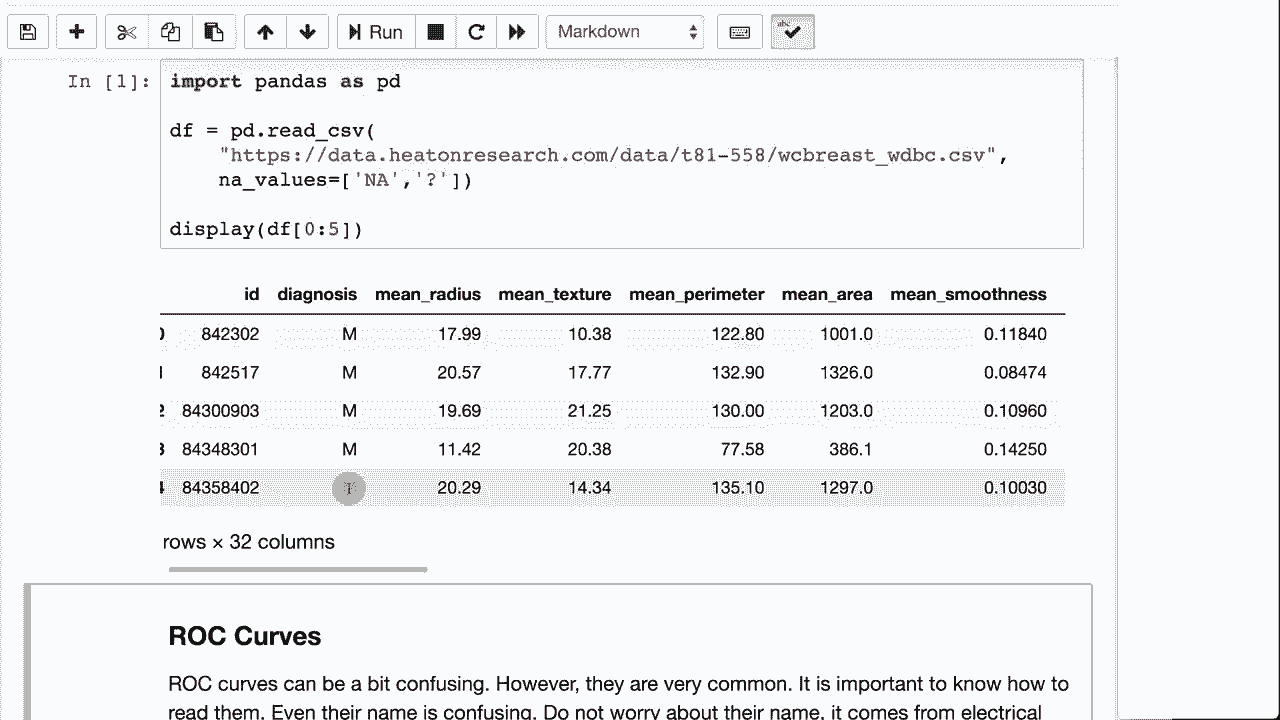 abc
Run
Markdown
In [1]:
import pandas as pd
df = pd.read_csv(
"https://data.heatonresearch.com/data/t81-558/wcbreast_wdbc.csv",
na_values=['NA','?'])
display(df[0:5])
id diagnosis mean_radius mean_texture mean_perimeter mean_area mean_smoothness
842302 M 17.99 10.38 122.80 1001.0 0.11840
842517 M 20.57 17.77 132.90 1326.0 0.08474
2 84300903 M 19.69 21.25 130.00 1203.0 0.10960
3 84348301 M 11.42 20.38 77.58 386.1 0.14250
4 84358402 20.29 14.34 135.10 1297.0 0.10030
rows × 32 columns
ROC Curves
ROC curves can be a bit confusing. However, they are very common. It is important to know how to
read them. Even their name is confusing. Do not worry about their name, it comes from electrical